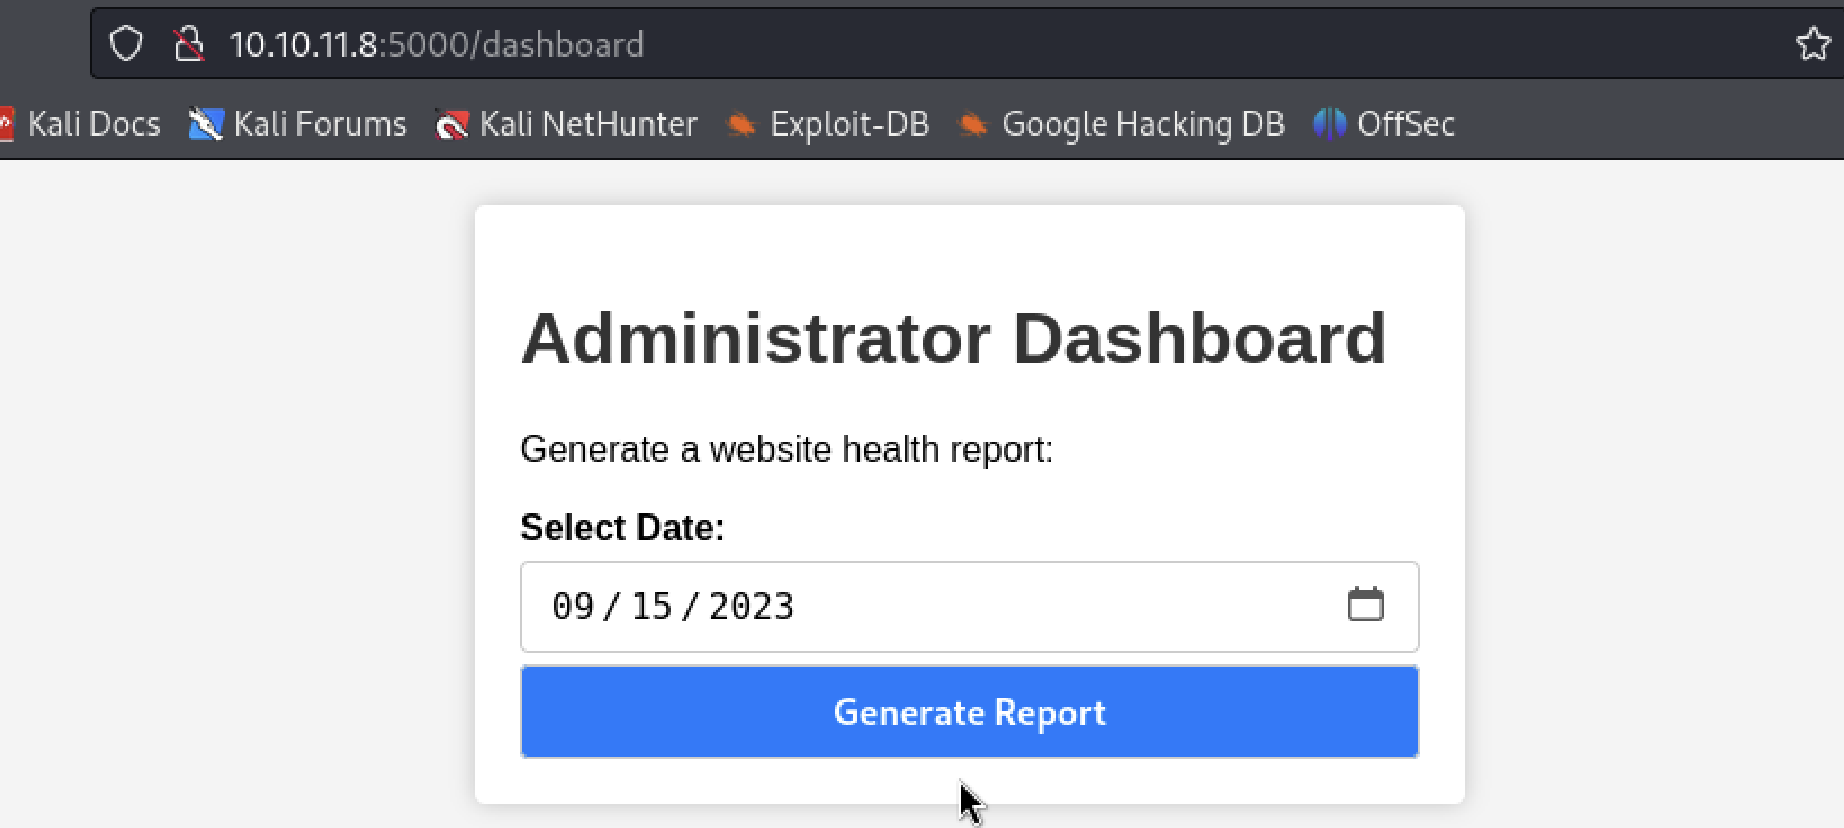 10.10.11.8:5000/dashboard
Kali Docs Kali Forums Kali NetHunter Exploit-DB Google Hacking DB OffSec
Administrator Dashboard
Generate a website health report:
Select Date:
09/15/2023
Generate Report